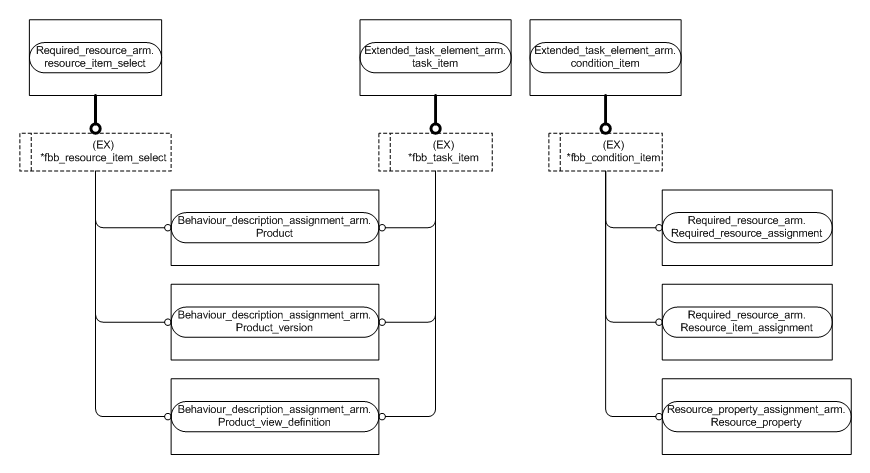 Required_resource_arm.
resource_item_select
Extended_task_element_arm.
task_item
Extended_task_element_arm.
condition_item
(EX)
*fbb_resource_item_select
(EX)
*fbb_task_item
(EX)
*fbb_condition_item
Behaviour_description_assignment_arm.
Product
Required_resource_arm.
Required_resource_assignment
Behaviour_description_assignment_arm.
Product_version
Required_resource_arm.
Resource_item_assignment
Behaviour_description_assignment_arm.
Product_view_definition
Resource_property_assignment_arm.
Resource_property